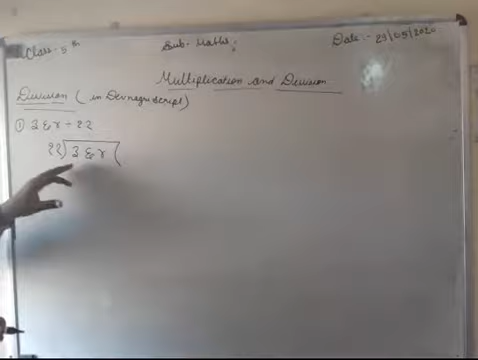 Class - 5th Sub- Maths; Date :- 29/05/2020
Multiplication and Division
Division (in Devnagri script)
① ३६४ ÷ २२
२२) ३६४ (